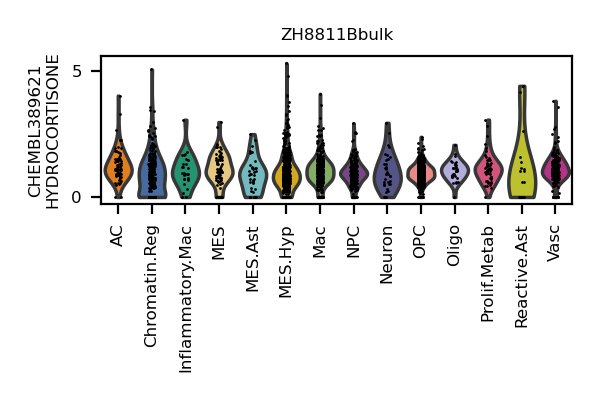 ZH8811Bbulk
CHEMBL389621
HYDROCORTISONE
5
0
AC
Chromatin.Reg
Inflammatory.Mac
MES
MES.Ast
MES.Hyp
Mac
NPC
Neuron
OPC
Oligo
Prolif.Metab
Reactive.Ast
Vasc